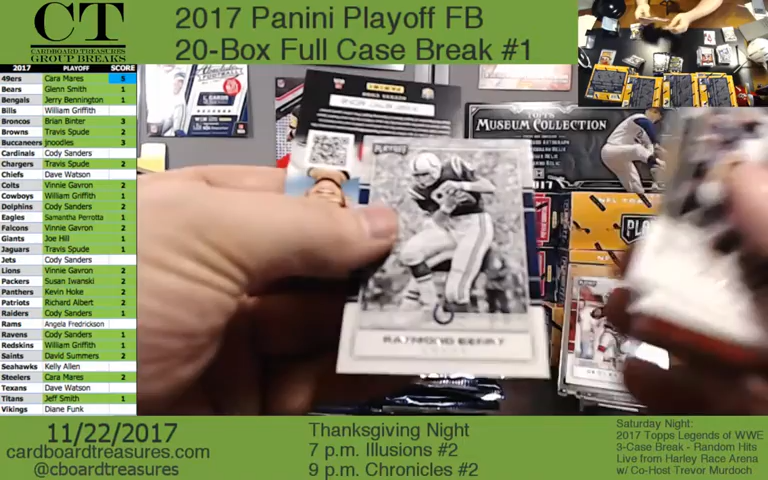 CT
CARDBOARD TREASURES
GROUP BREAKS
2017 Panini Playoff FB
20-Box Full Case Break #1
2017 PLAYOFF SCORE
49ers Cara Mares 5
Bears Glenn Smith 1
Bengals Jerry Bennington 1
Bills William Griffith
Broncos Brian Binter 3
Browns Travis Spude 2
Buccaneers jnoodies 3
Cardinals Cody Sanders
Chargers Travis Spude 2
Chiefs Dave Watson
Colts Vinnie Gavron 2
Cowboys William Griffith 1
Dolphins Cody Sanders 2
Eagles Samantha Perrotta 1
Falcons Vinnie Gavron 2
Giants Joe Hill 1
Jaguars Travis Spude 1
Jets Cody Sanders
Lions Vinnie Gavron 2
Packers Susan Iwanski 2
Panthers Kevin Hoke 2
Patriots Richard Albert 2
Raiders Cody Sanders 1
Rams Angela Fredrickson
Ravens Cody Sanders 1
Redskins William Griffith 1
Saints David Summers 2
Seahawks Kelly Allen
Steelers Cara Mares 2
Texans Dave Watson
Titans Jeff Smith 1
Vikings Diane Funk
TOPPS
MUSEUM COLLECTION
PLAYOFF
RAYMOND BERRY
11/22/2017
cardboardtreasures.com
@cboardtreasures
Thanksgiving Night
7 p.m. Illusions #2
9 p.m. Chronicles #2
Saturday Night:
2017 Topps Legends of WWE
3-Case Break - Random Hits
Live from Harley Race Arena
w/ Co-Host Trevor Murdoch